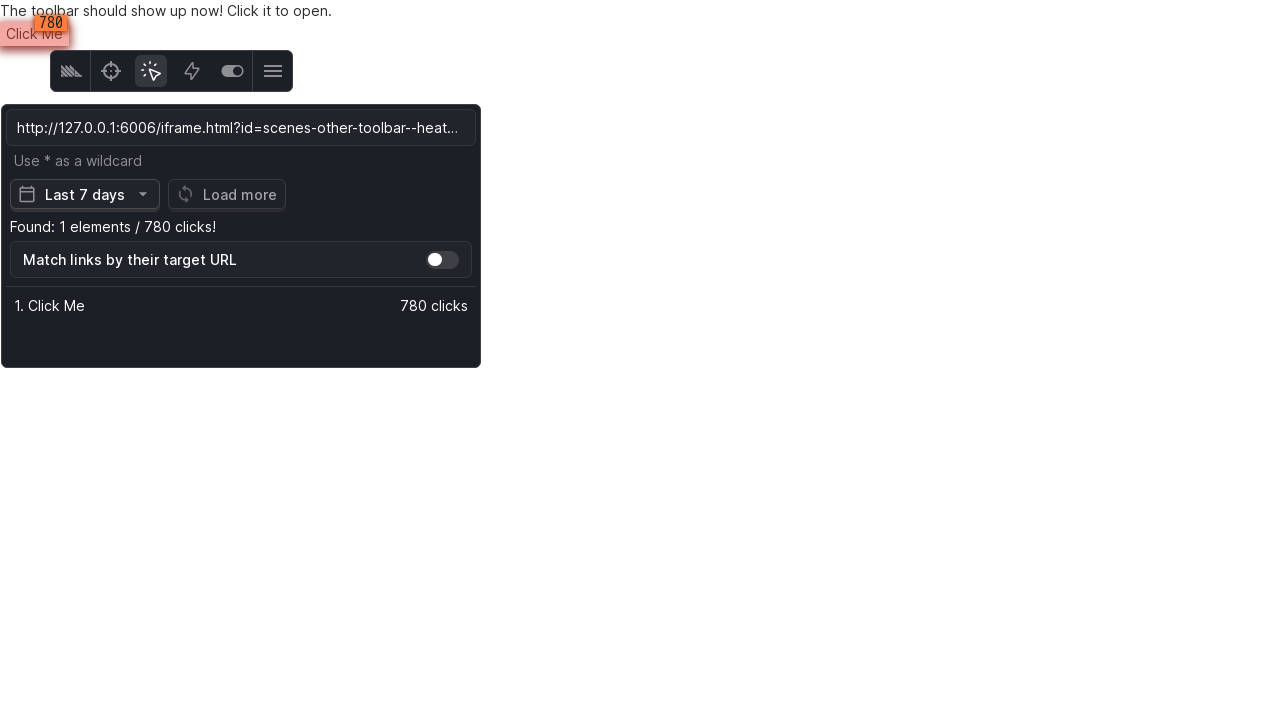 The toolbar should show up now! Click it to open.
780
Click Me
http://127.0.0.1:6006/iframe.html?id=scenes-other-toolbar--heat…
Use * as a wildcard
Last 7 days
Load more
Found: 1 elements / 780 clicks!
Match links by their target URL
1. Click Me 780 clicks